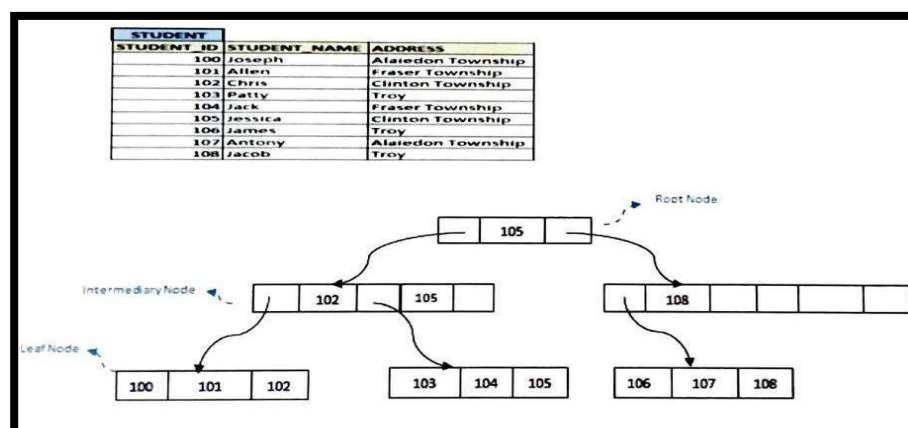 STUDENT
STUDENT_ID STUDENT_NAME ADDRESS
100 Joseph Alaiedon Township
101 Allen Fraser Township
102 Chris Clinton Township
103 Patty Troy
104 Jack Fraser Township
105 Jessica Clinton Township
106 James Troy
107 Antony Alaiedon Township
108 Jacob Troy
Root Node
105
Intermediary Node
102 105 108
Leaf Node
100 101 102 103 104 105 106 107 108